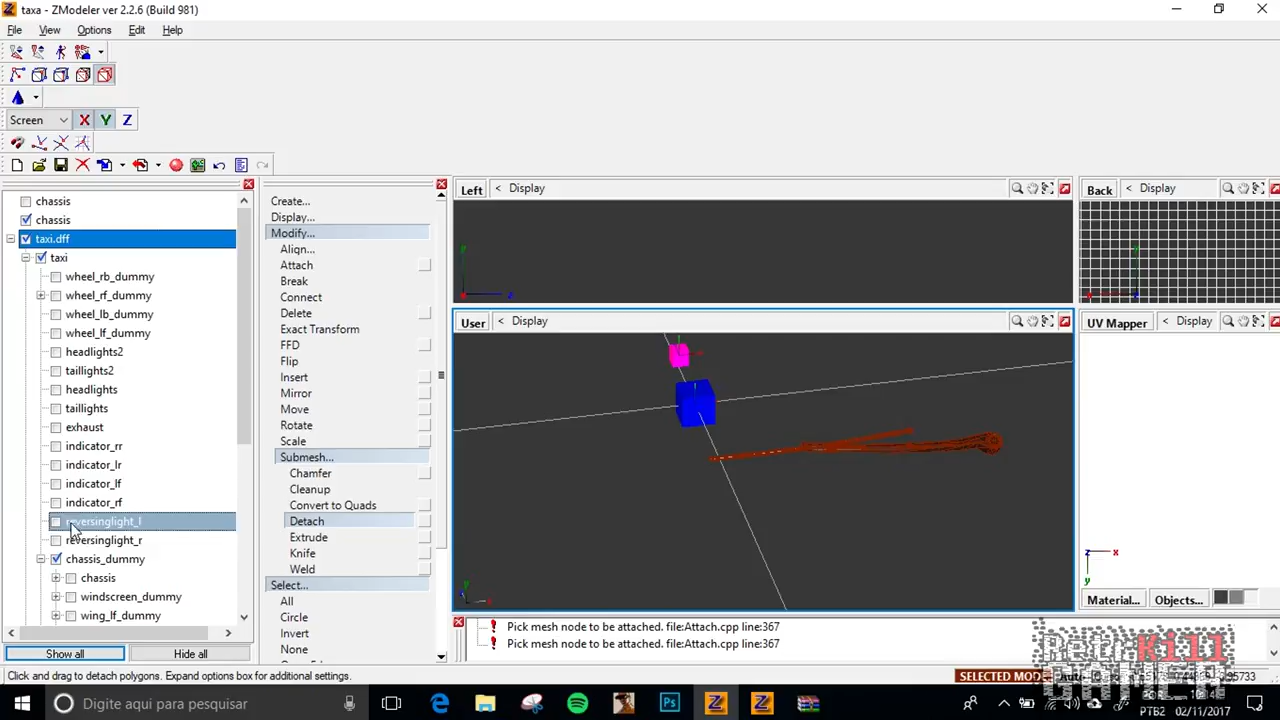 taxa - ZModeler ver 2.2.6 (Build 981)
File View Options Edit Help
Screen X Y Z
chassis
chassis
taxi.dff
taxi
wheel_rb_dummy
wheel_rf_dummy
wheel_lb_dummy
wheel_lf_dummy
headlights2
taillights2
headlights
taillights
exhaust
indicator_rr
indicator_lr
indicator_lf
indicator_rf
reversinglight_l
reversinglight_r
chassis_dummy
chassis
windscreen_dummy
wing_lf_dummy
Show all Hide all
Create...
Display...
Modify...
Align...
Attach
Break
Connect
Delete
Exact Transform
FFD
Flip
Insert
Mirror
Move
Rotate
Scale
Submesh...
Chamfer
Cleanup
Convert to Quads
Detach
Extrude
Knife
Weld
Select...
All
Circle
Invert
None
Left < Display
Back < Display
User < Display
UV Mapper < Display
z x
y
Material... Objects...
Pick mesh node to be attached. file:Attach.cpp line:367
Pick mesh node to be attached. file:Attach.cpp line:367
Click and drag to detach polygons. Expand options box for additional settings.
SELECTED MO
RetrKill
GAMER
Digite aqui para pesquisar
PTB2 02/11/2017